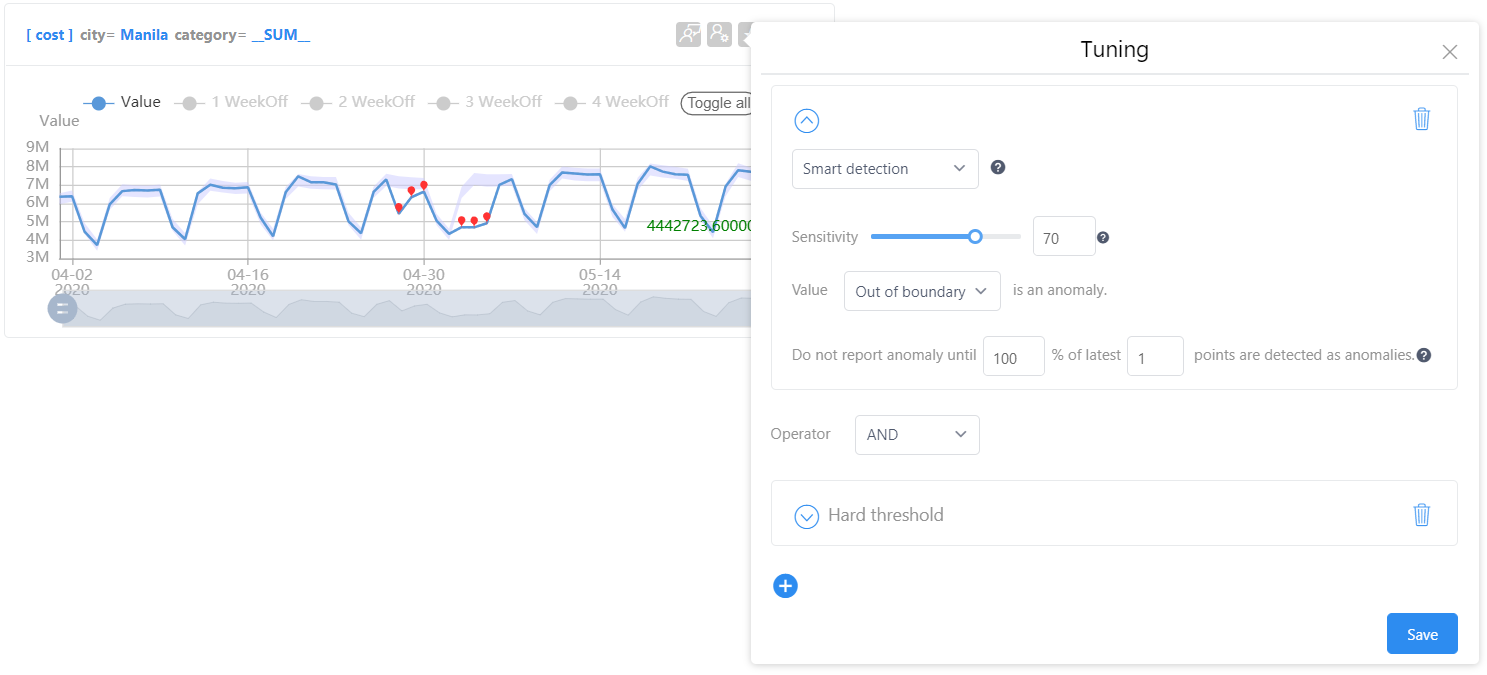 [ cost ] city= Manila category= __SUM__
Value 1 WeekOff 2 WeekOff 3 WeekOff 4 WeekOff Toggle all
Value
9M
8M
7M
6M
5M
4M
3M
4442723.6000
04-02 04-16 04-30 05-14
2020 2020 2020 2020
Tuning
Smart detection
Sensitivity 70
Value Out of boundary is an anomaly.
Do not report anomaly until 100 % of latest 1 points are detected as anomalies.
Operator AND
Hard threshold
Save